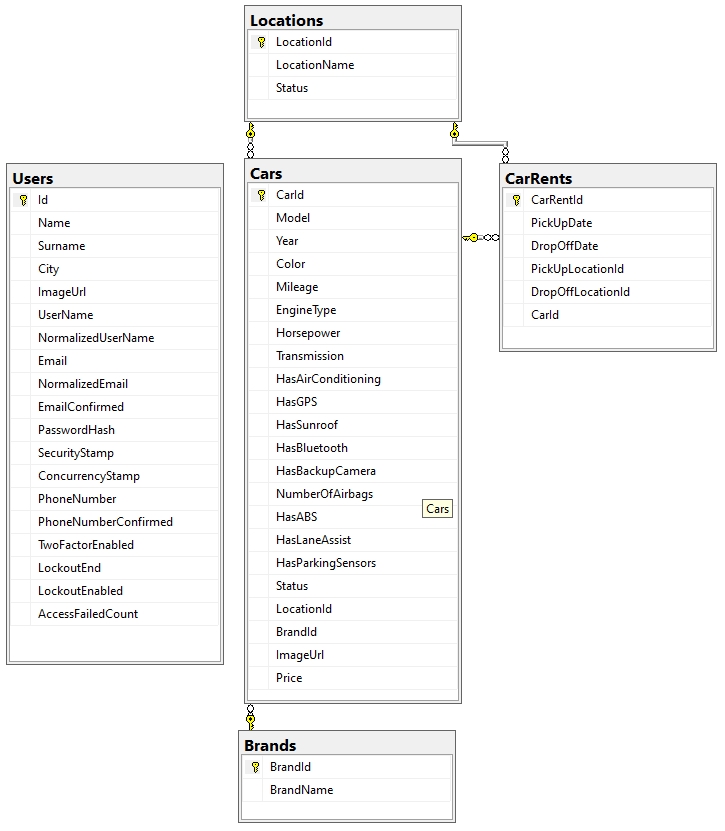 Locations
LocationId
LocationName
Status
Users
Id
Name
Surname
City
ImageUrl
UserName
NormalizedUserName
Email
NormalizedEmail
EmailConfirmed
PasswordHash
SecurityStamp
ConcurrencyStamp
PhoneNumber
PhoneNumberConfirmed
TwoFactorEnabled
LockoutEnd
LockoutEnabled
AccessFailedCount
Cars
CarId
Model
Year
Color
Mileage
EngineType
Horsepower
Transmission
HasAirConditioning
HasGPS
HasSunroof
HasBluetooth
HasBackupCamera
NumberOfAirbags
Cars
HasABS
HasLaneAssist
HasParkingSensors
Status
LocationId
BrandId
ImageUrl
Price
CarRents
CarRentId
PickUpDate
DropOffDate
PickUpLocationId
DropOffLocationId
CarId
Brands
BrandId
BrandName